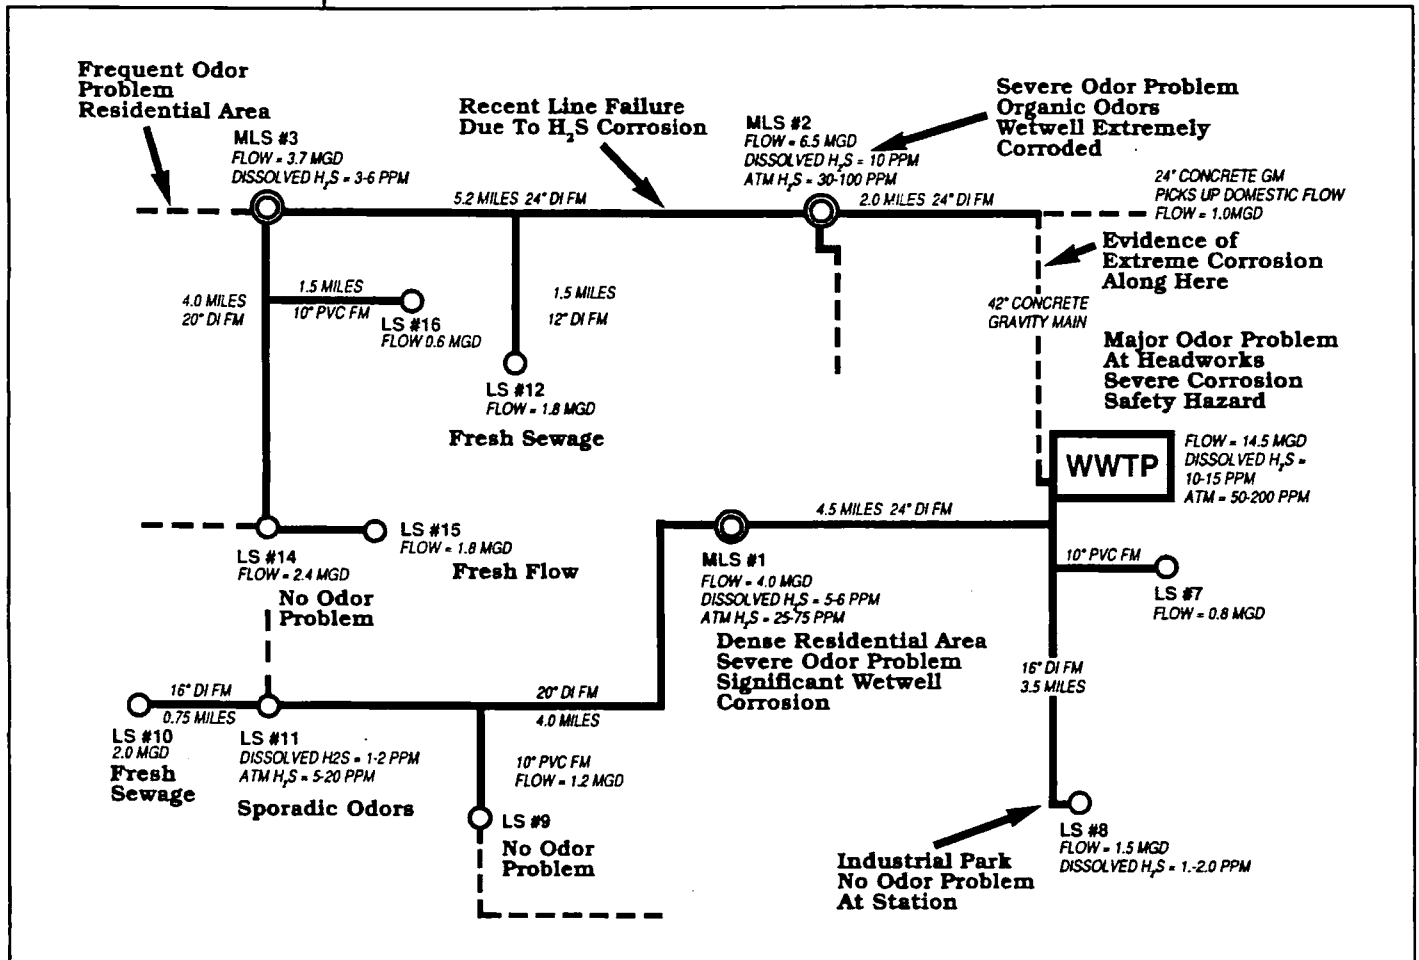 Frequent Odor
Problem
Residential Area
MLS #3
FLOW = 3.7 MGD
DISSOLVED H₂S = 3-6 PPM
Recent Line Failure
Due To H₂S Corrosion
MLS #2
FLOW = 6.5 MGD
DISSOLVED H₂S = 10 PPM
ATM H₂S = 30-100 PPM
Severe Odor Problem
Organic Odors
Wetwell Extremely
Corroded
5.2 MILES 24" DI FM
2.0 MILES 24" DI FM
24" CONCRETE GM
PICKS UP DOMESTIC FLOW
FLOW = 1.0MGD
Evidence of
Extreme Corrosion
Along Here
4.0 MILES
20" DI FM
1.5 MILES
10" PVC FM
LS #16
FLOW 0.6 MGD
1.5 MILES
12" DI FM
LS #12
FLOW = 1.8 MGD
Fresh Sewage
42" CONCRETE
GRAVITY MAIN
Major Odor Problem
At Headworks
Severe Corrosion
Safety Hazard
WWTP
FLOW = 14.5 MGD
DISSOLVED H₂S =
10-15 PPM
ATM = 50-200 PPM
LS #14
FLOW = 2.4 MGD
No Odor
Problem
LS #15
FLOW = 1.8 MGD
Fresh Flow
4.5 MILES 24" DI FM
MLS #1
FLOW = 4.0 MGD
DISSOLVED H₂S = 5-6 PPM
ATM H₂S = 25-75 PPM
Dense Residential Area
Severe Odor Problem
Significant Wetwell
Corrosion
10" PVC FM
LS #7
FLOW = 0.8 MGD
16" DI FM
3.5 MILES
16" DI FM
0.75 MILES
LS #10
2.0 MGD
Fresh
Sewage
LS #11
DISSOLVED H2S = 1-2 PPM
ATM H₂S = 5-20 PPM
Sporadic Odors
20" DI FM
4.0 MILES
10" PVC FM
FLOW = 1.2 MGD
LS #9
No Odor
Problem
Industrial Park
No Odor Problem
At Station
LS #8
FLOW = 1.5 MGD
DISSOLVED H₂S = 1.-2.0 PPM